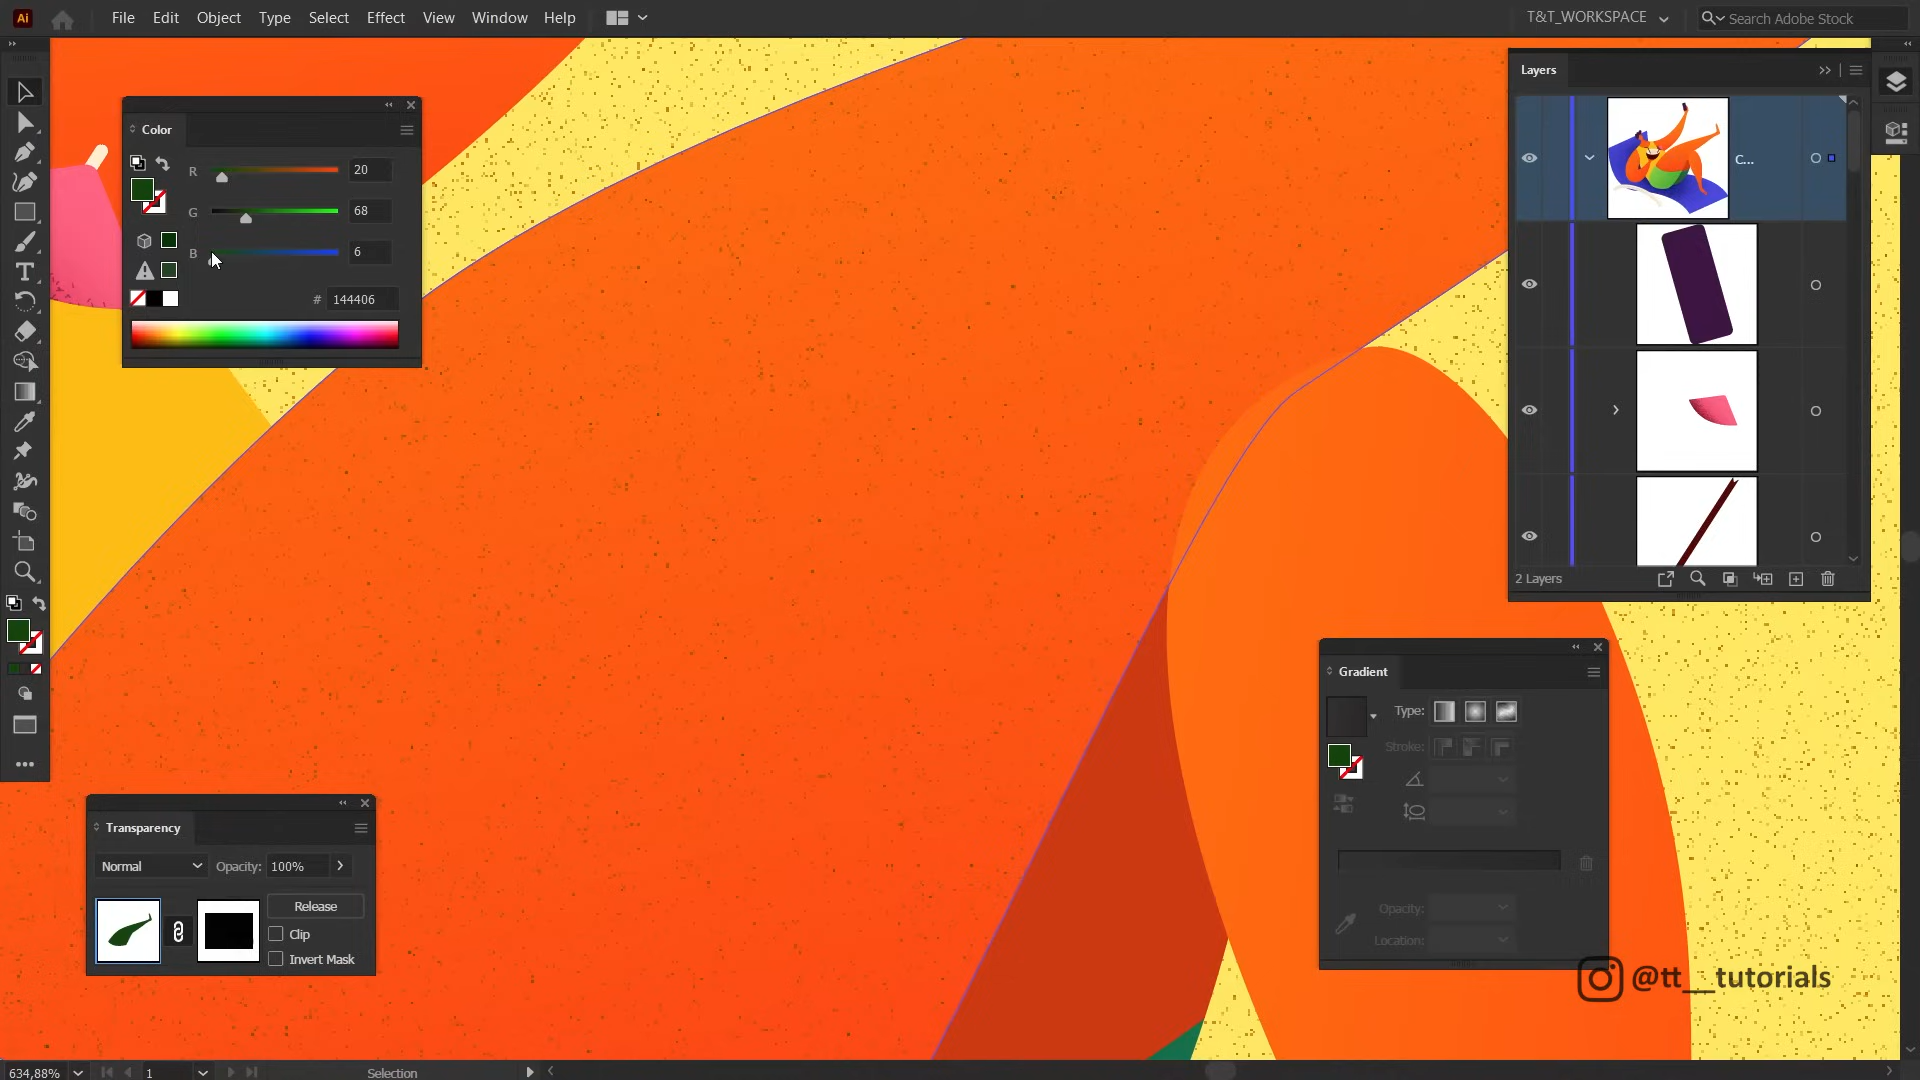 Ai File Edit Object Type Select Effect View Window Help T&T_WORKSPACE Search Adobe Stock
Layers
Color
R 20
G 68
B 6
# 144406
C...
2 Layers
Gradient
Type:
Stroke:
Opacity:
Location:
Transparency
Normal Opacity: 100%
Release
Clip
Invert Mask
@tt__tutorials
634,88% 1 Selection